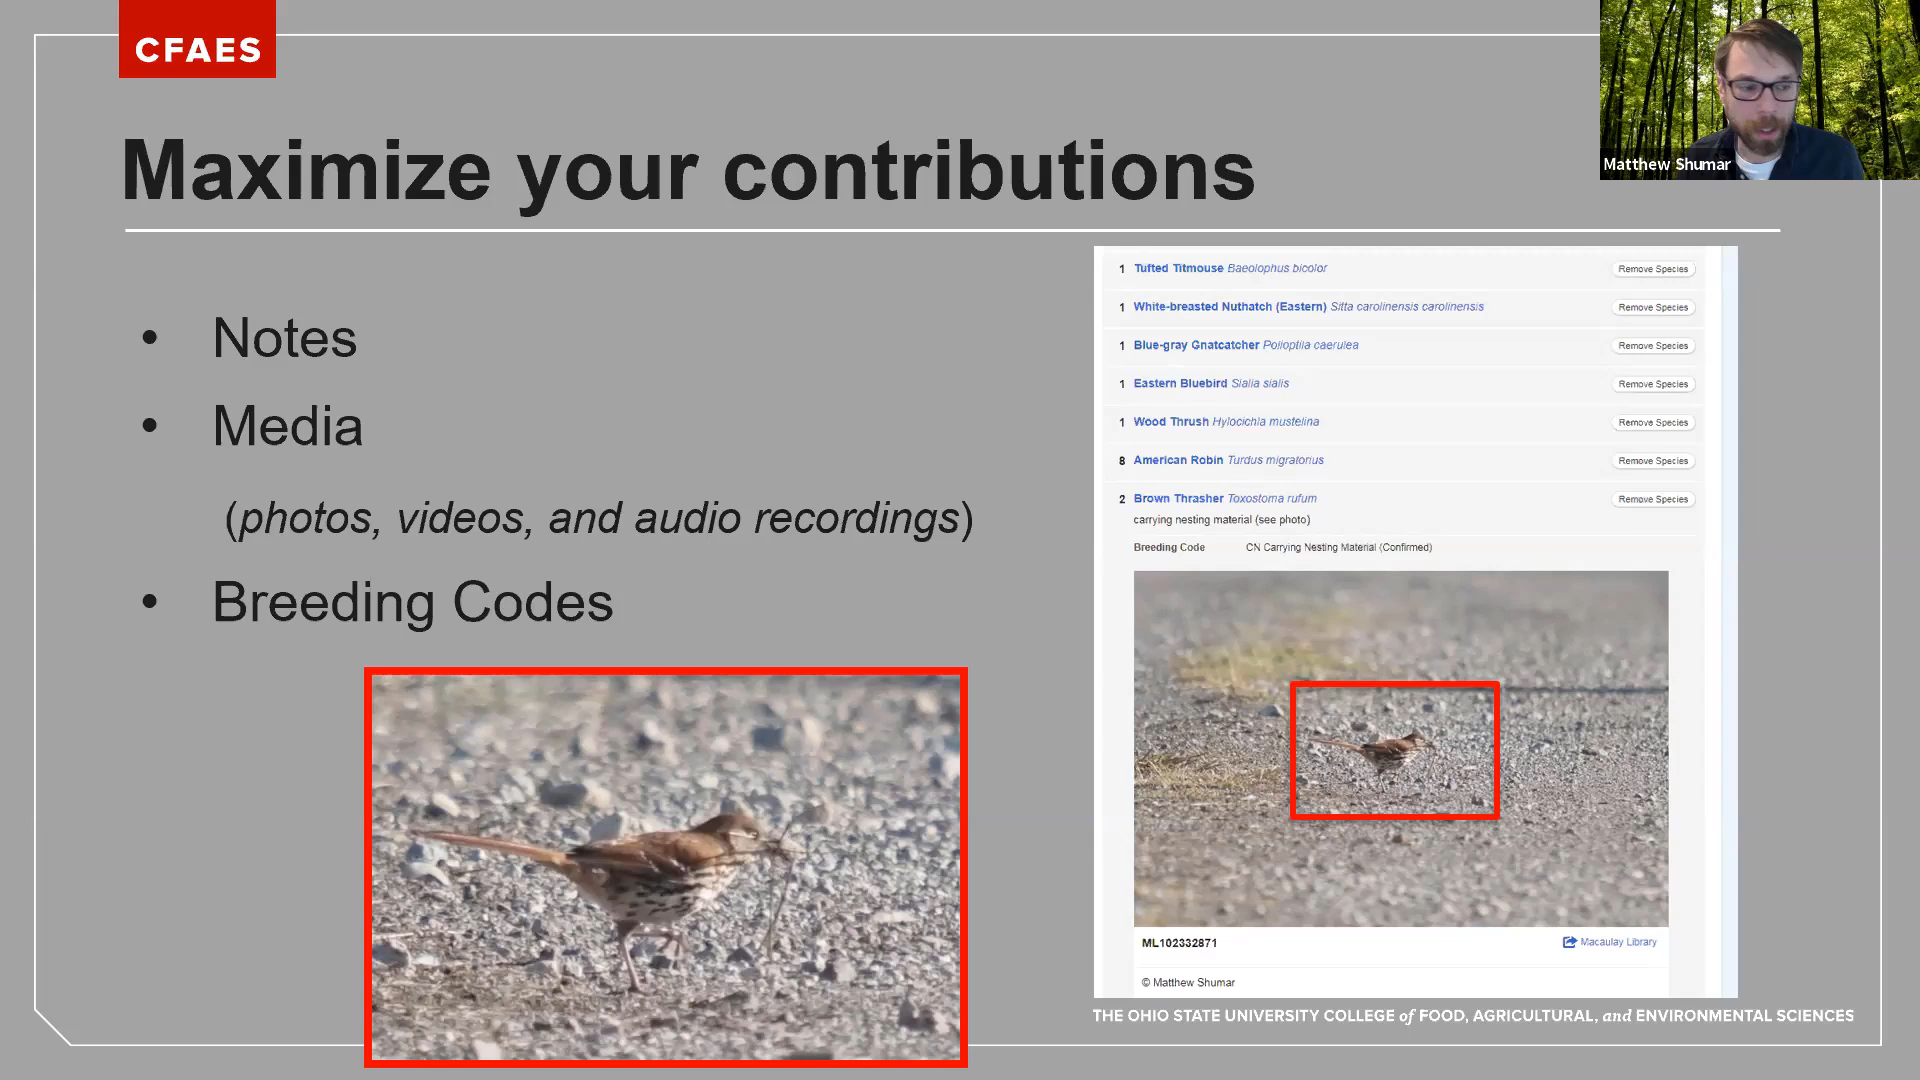 CFAES
Matthew Shumar
Maximize your contributions
• Notes
• Media
(photos, videos, and audio recordings)
• Breeding Codes
1 Tufted Titmouse Baeolophus bicolor Remove Species
1 White-breasted Nuthatch (Eastern) Sitta carolinensis carolinensis Remove Species
1 Blue-gray Gnatcatcher Polioptila caerulea Remove Species
1 Eastern Bluebird Sialia sialis Remove Species
1 Wood Thrush Hylocichla mustelina Remove Species
8 American Robin Turdus migratorius Remove Species
2 Brown Thrasher Toxostoma rufum Remove Species
carrying nesting material (see photo)
Breeding Code CN Carrying Nesting Material (Confirmed)
ML102332871 Macaulay Library
© Matthew Shumar
THE OHIO STATE UNIVERSITY COLLEGE of FOOD, AGRICULTURAL, and ENVIRONMENTAL SCIENCES